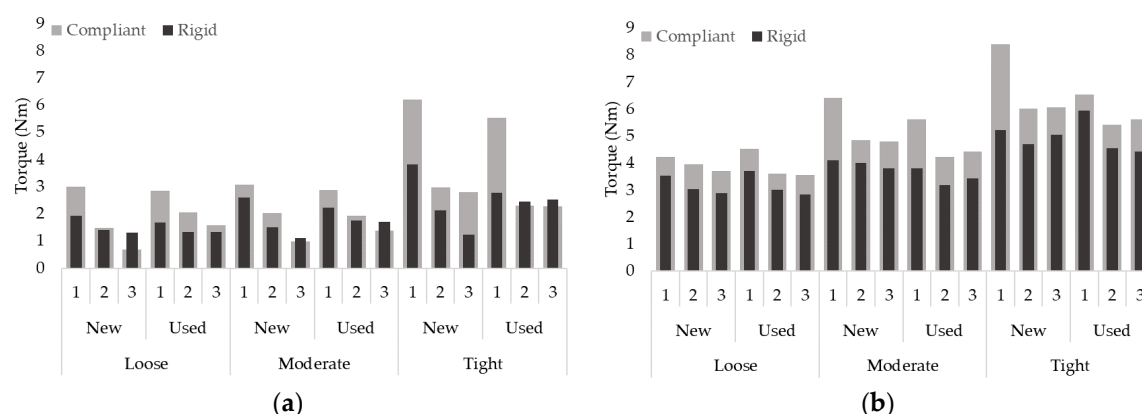 9
Compliant Rigid
8
7
6
5
4
3
2
1
0
Torque (Nm)
1 2 3 1 2 3 1 2 3 1 2 3 1 2 3 1 2 3
New Used New Used New Used
Loose Moderate Tight
(a)
9
Compliant Rigid
8
7
6
5
4
3
2
1
0
Torque (Nm)
1 2 3 1 2 3 1 2 3 1 2 3 1 2 3 1 2 3
New Used New Used New Used
Loose Moderate Tight
(b)